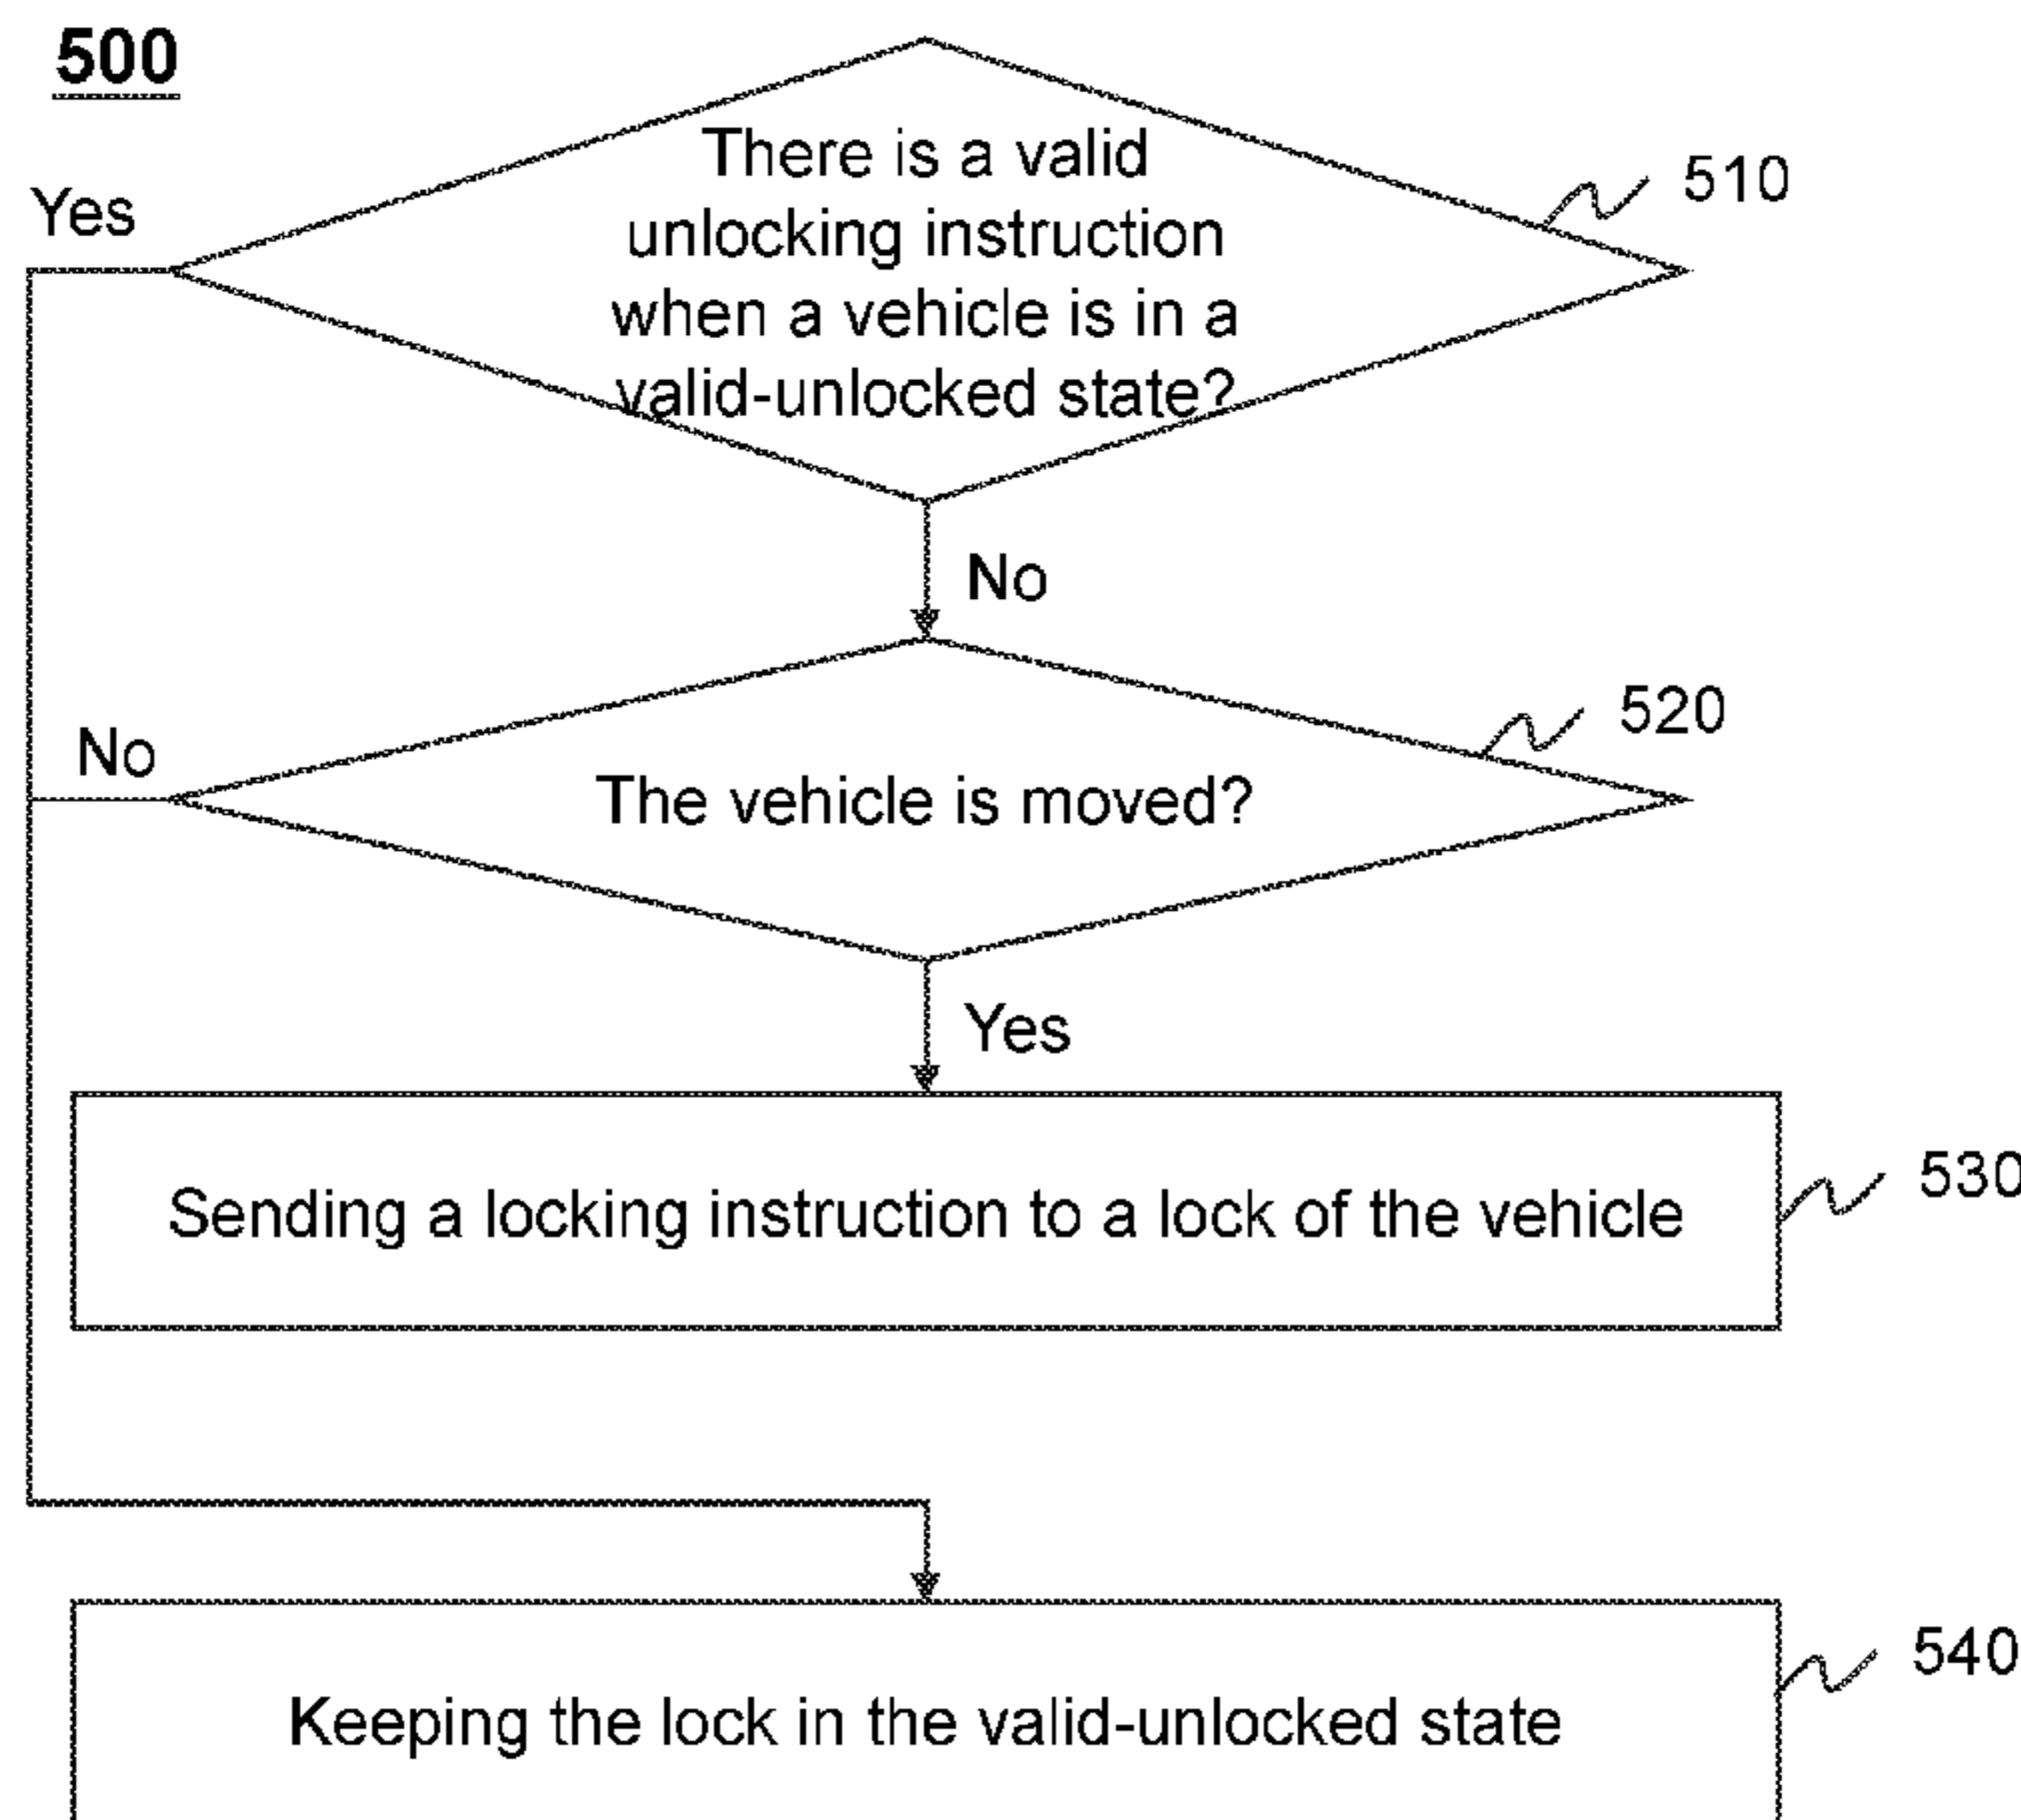 500
There is a valid
unlocking instruction
when a vehicle is in a
valid-unlocked state?
510
Yes
No
The vehicle is moved?
520
No
Yes
Sending a locking instruction to a lock of the vehicle
530
Keeping the lock in the valid-unlocked state
540